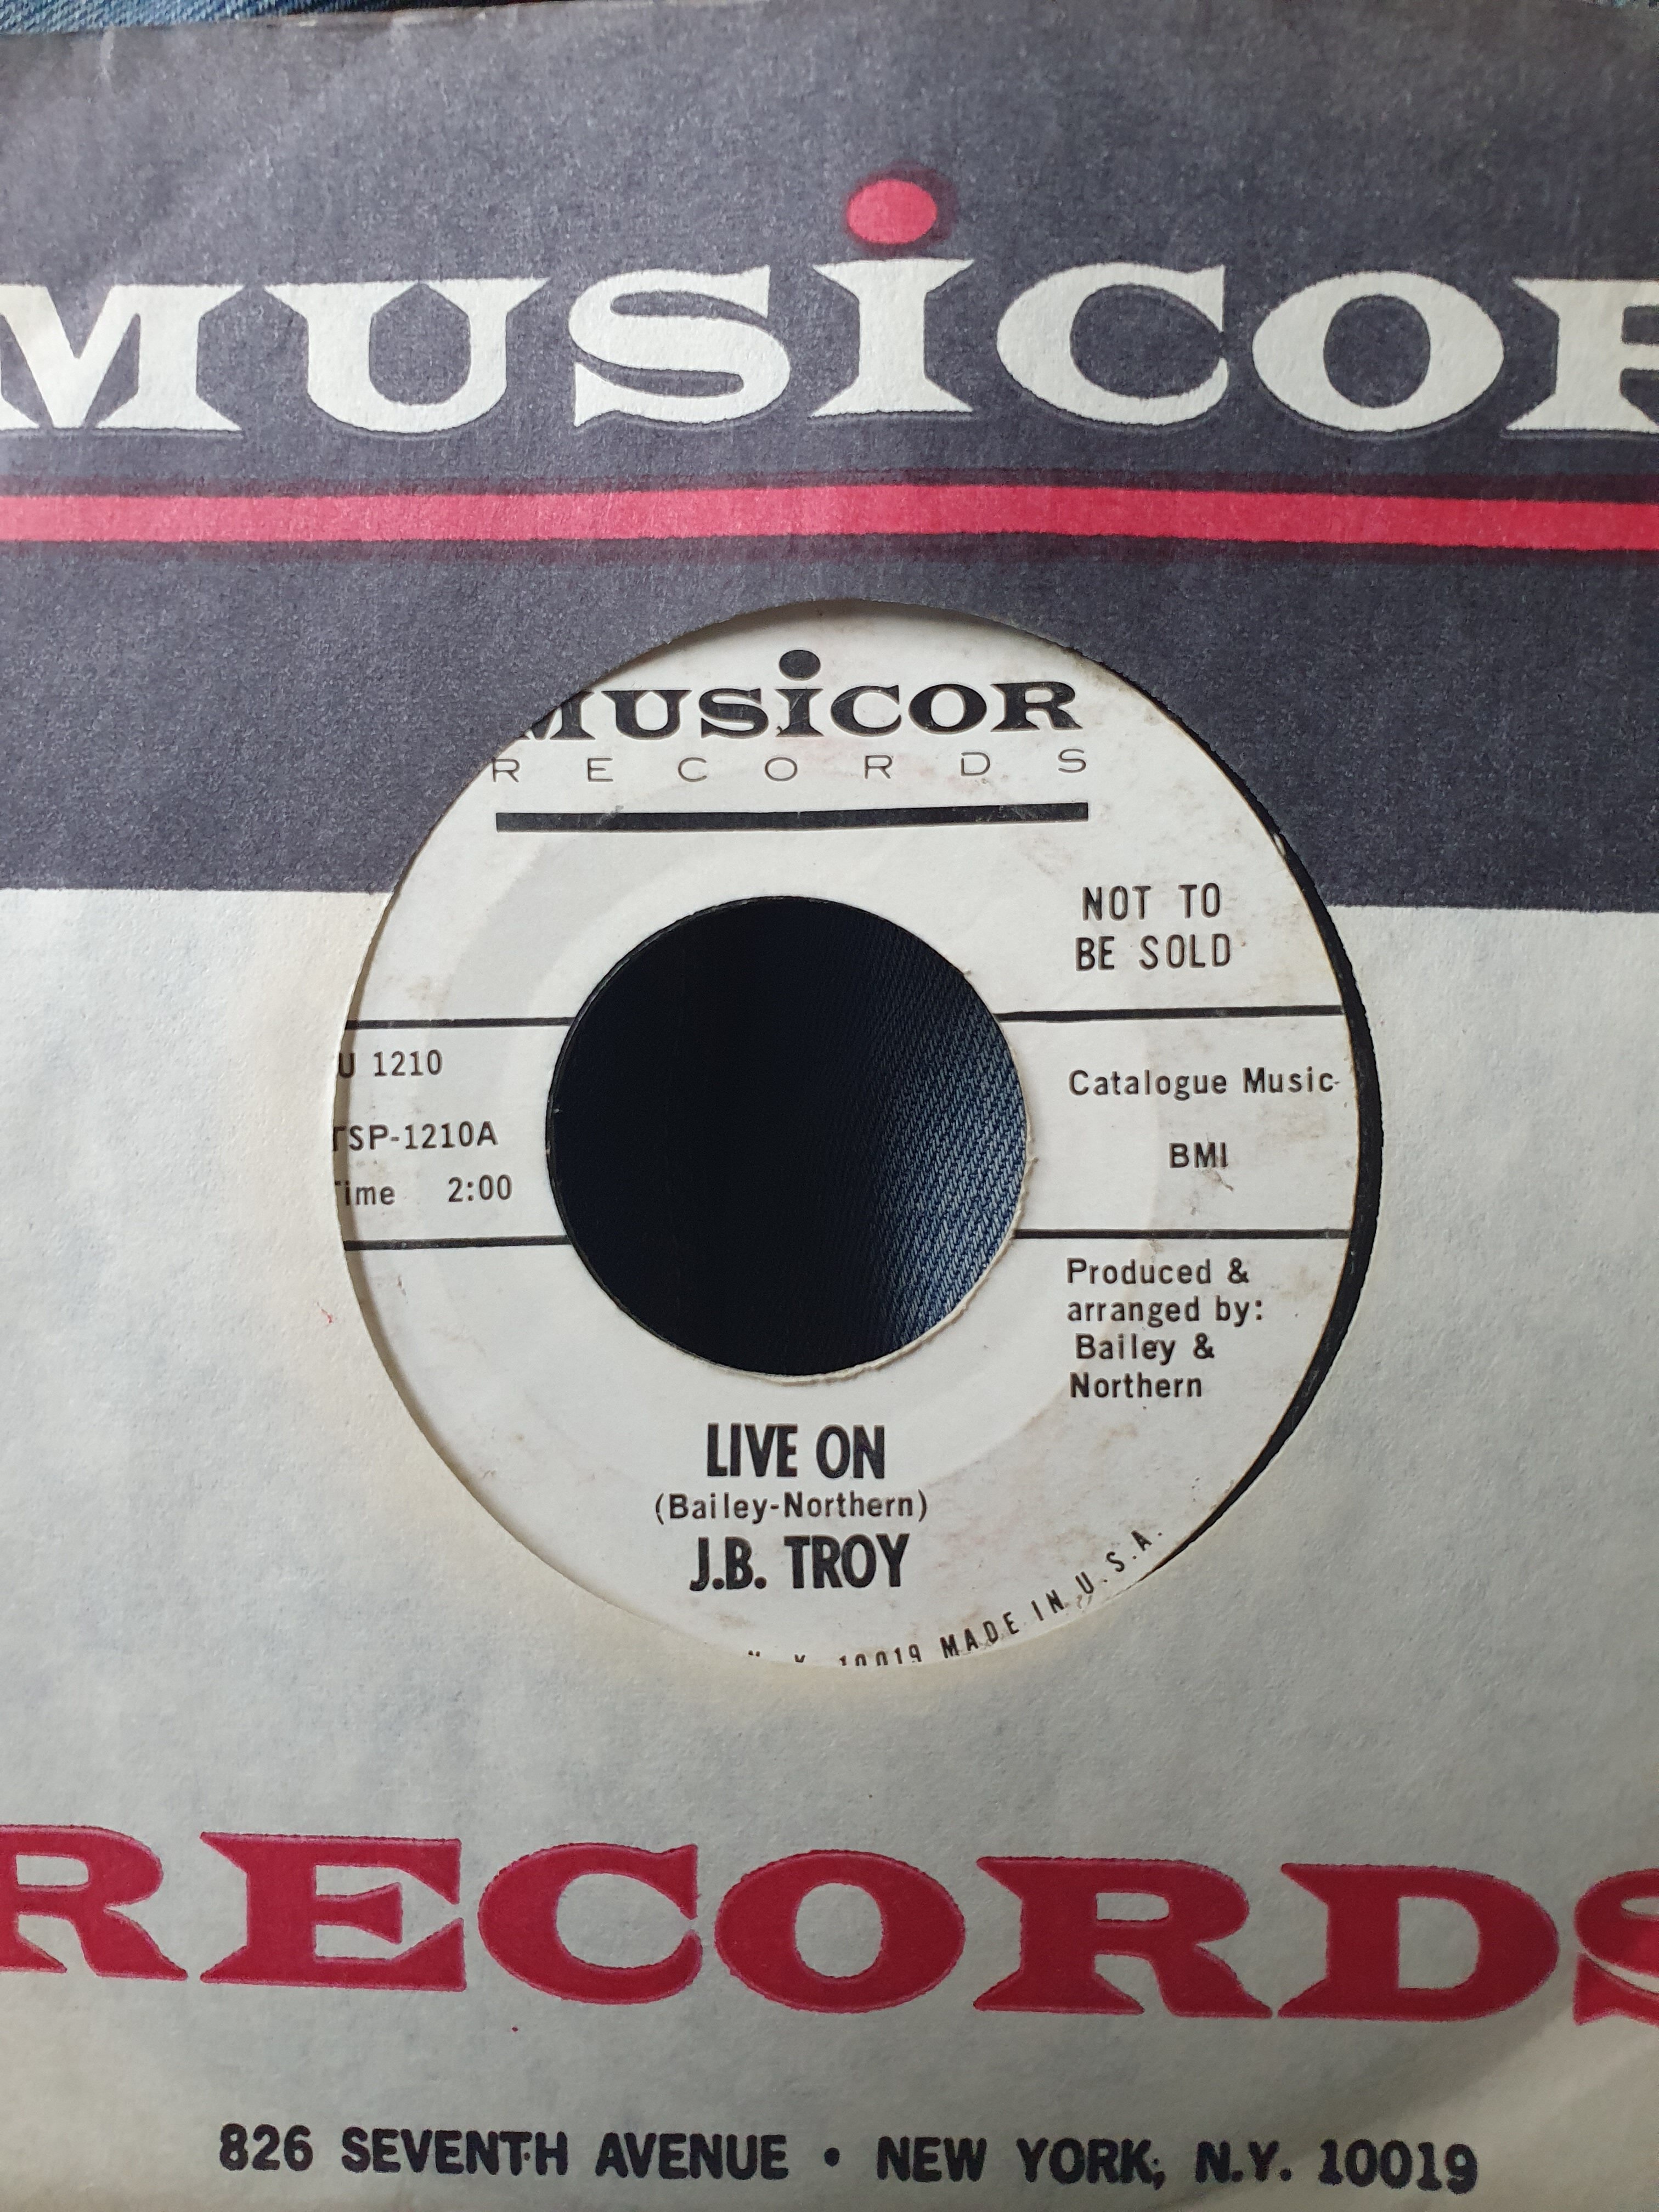 MUSICOR
MUSICOR
RECORDS
NOT TO
BE SOLD
U 1210
TSP-1210A
Time 2:00
Catalogue Music
BMI
Produced &
arranged by:
Bailey &
Northern
LIVE ON
(Bailey-Northern)
J.B. TROY
N.Y. 10019 MADE IN U.S.A.
RECORDS
826 SEVENTH AVENUE • NEW YORK, N.Y. 10019